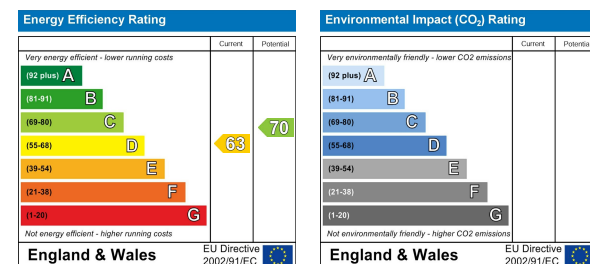 Energy Efficiency Rating
Current Potential
Very energy efficient - lower running costs
(92 plus) A
(81-91) B
(69-80) C
(55-68) D
(39-54) E
(21-38) F
(1-20) G
63
70
Not energy efficient - higher running costs
England & Wales
EU Directive
2002/91/EC
Environmental Impact (CO₂) Rating
Current Potentia
Very environmentally friendly - lower CO2 emissions
(92 plus) A
(81-91) B
(69-80) C
(55-68) D
(39-54) E
(21-38) F
(1-20) G
Not environmentally friendly - higher CO2 emissions
England & Wales
EU Directive
2002/91/EC